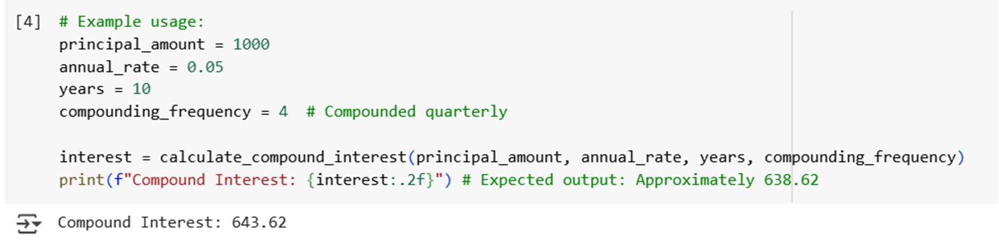 [4] # Example usage:
principal_amount = 1000
annual_rate = 0.05
years = 10
compounding_frequency = 4  # Compounded quarterly
interest = calculate_compound_interest(principal_amount, annual_rate, years, compounding_frequency)
print(f"Compound Interest: {interest:.2f}") # Expected output: Approximately 638.62
Compound Interest: 643.62